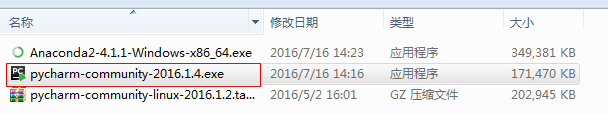 名称 修改日期 类型 大小
Anaconda2-4.1.1-Windows-x86_64.exe 2016/7/16 14:23 应用程序 349,381 KB
pycharm-community-2016.1.4.exe 2016/7/16 14:16 应用程序 171,470 KB
pycharm-community-linux-2016.1.2.ta... 2016/5/2 16:01 GZ 压缩文件 202,945 KB